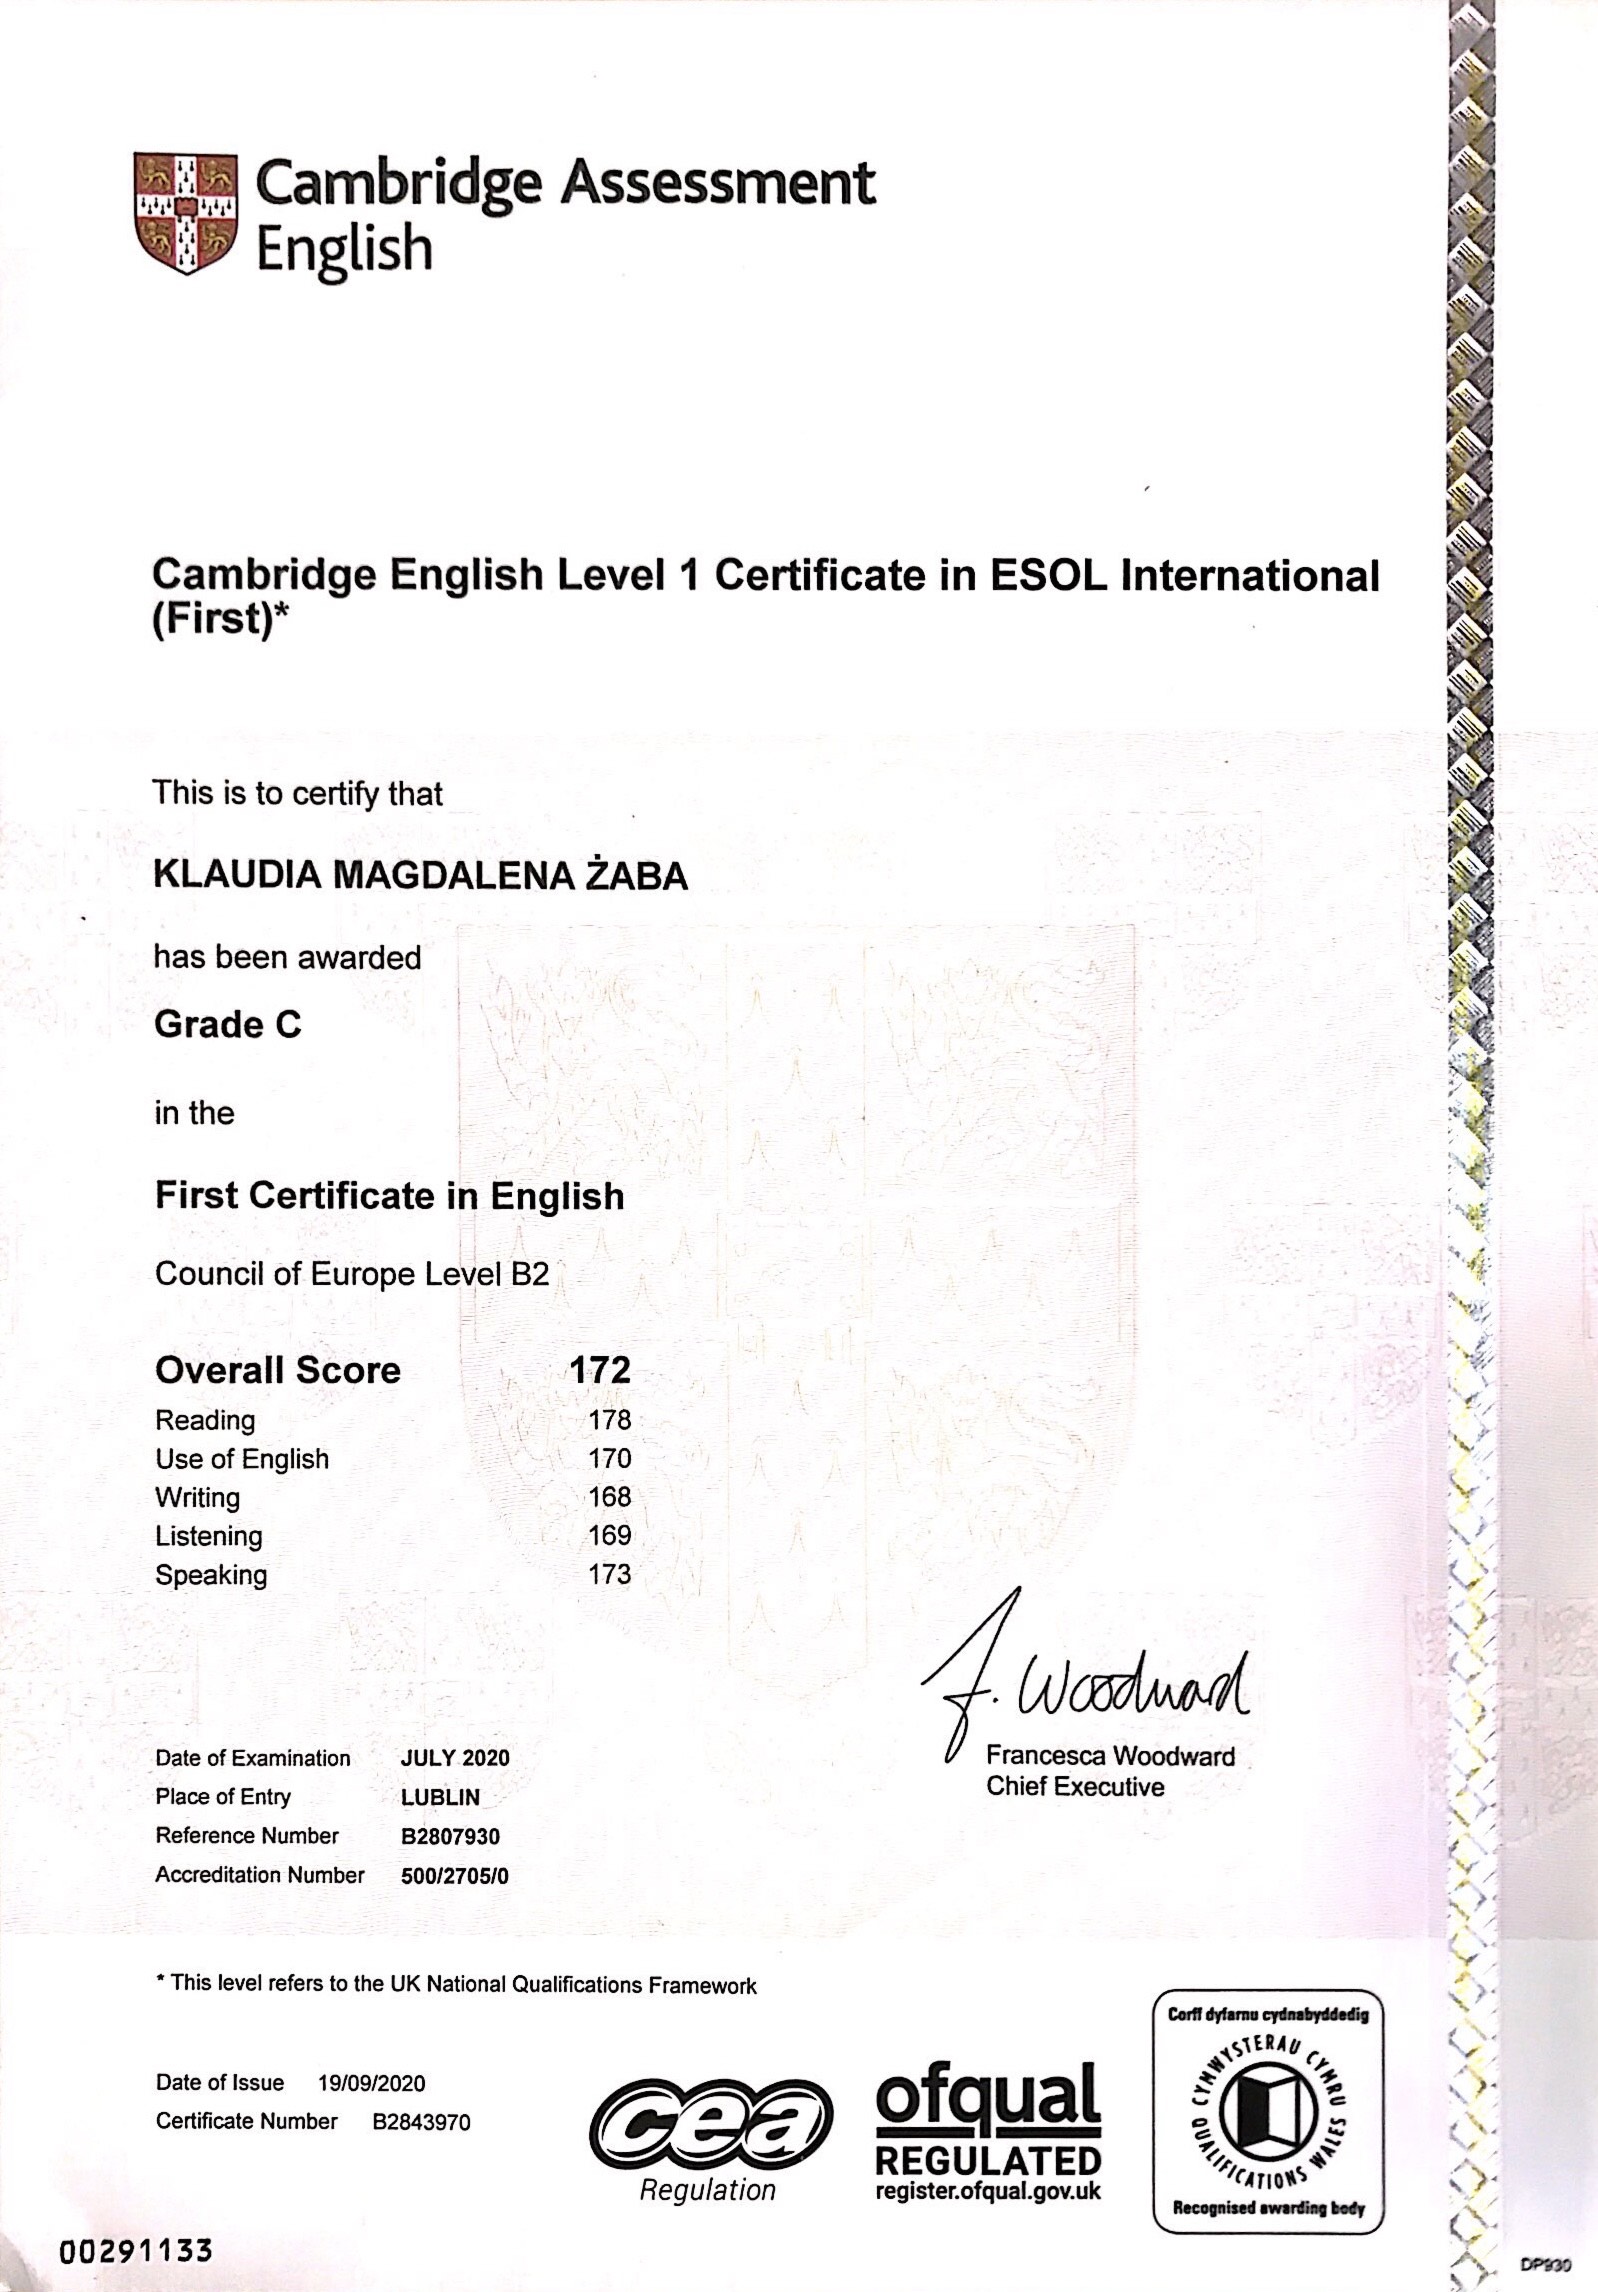 Cambridge Assessment
English
Cambridge English Level 1 Certificate in ESOL International
(First)*
This is to certify that
KLAUDIA MAGDALENA ŻABA
has been awarded
Grade C
in the
First Certificate in English
Council of Europe Level B2
Overall Score 172
Reading 178
Use of English 170
Writing 168
Listening 169
Speaking 173
F. Woodward
Francesca Woodward
Chief Executive
Date of Examination JULY 2020
Place of Entry LUBLIN
Reference Number B2807930
Accreditation Number 500/2705/0
* This level refers to the UK National Qualifications Framework
Date of Issue 19/09/2020
Certificate Number B2843970
cea
Regulation
ofqual
REGULATED
register.ofqual.gov.uk
Corff dyfarnu cydnabyddedig
CYMWYSTERAU CYMRU
QUALIFICATIONS WALES
Recognised awarding body
00291133
DP930